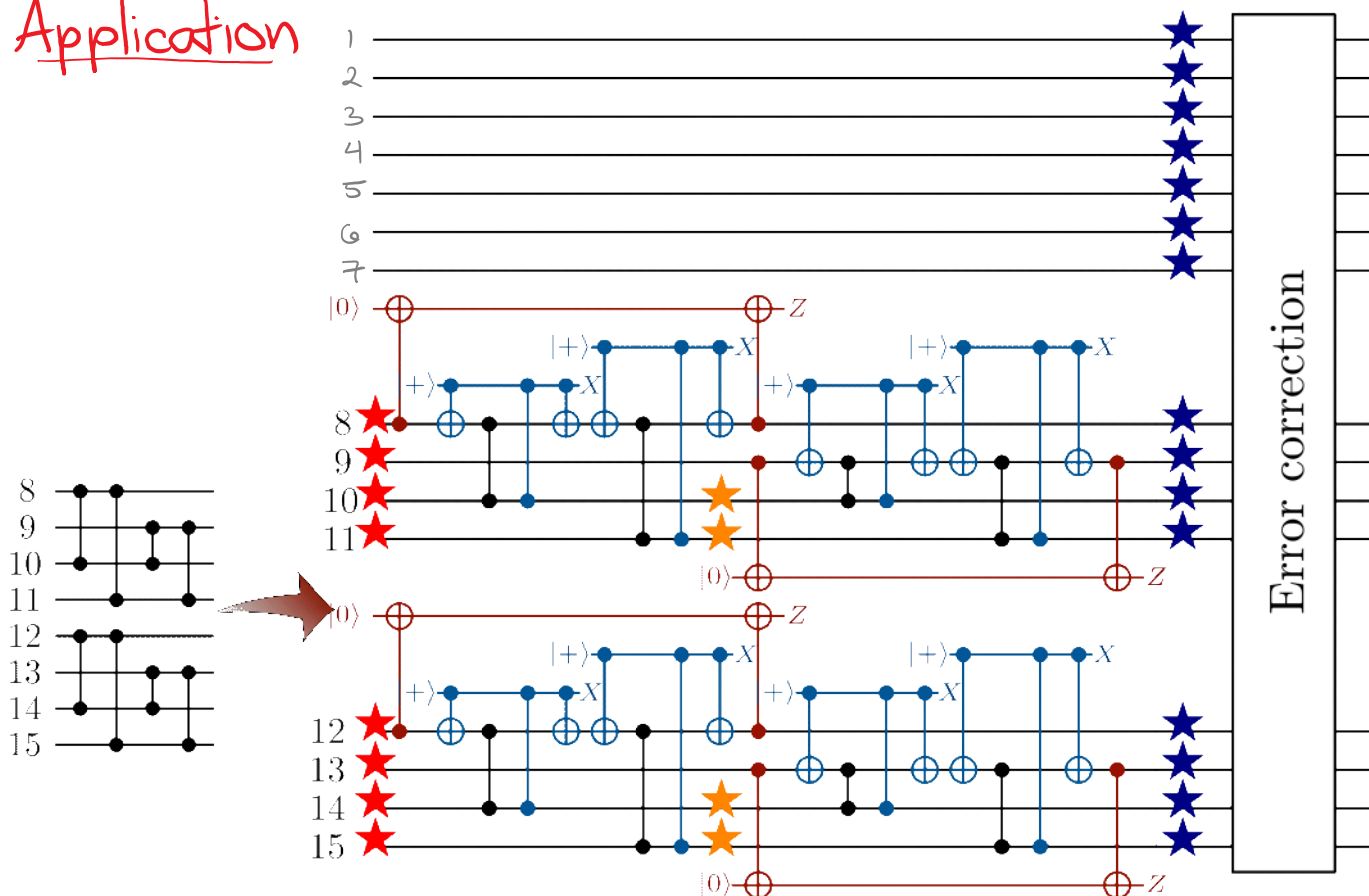 Application
1
2
3
4
5
6
7
|0⟩ Z
|+⟩ X |+⟩ X
+⟩ X +⟩ X
8
9
10
11
|0⟩ Z
8
9
10
11
12
13
14
15
|0⟩ Z
|+⟩ X |+⟩ X
+⟩ X +⟩ X
12
13
14
15
|0⟩ Z
Error correction